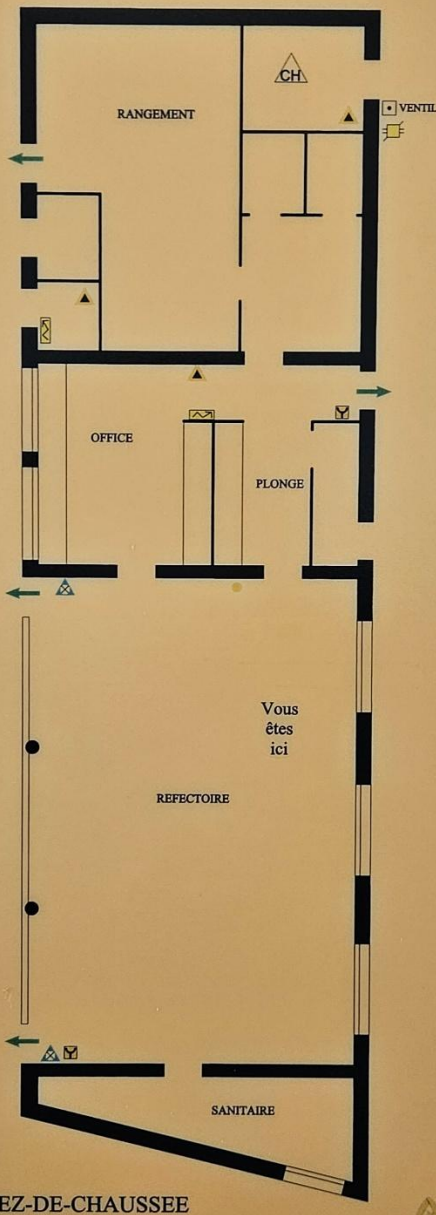 CH
RANGEMENT
VENTIL
OFFICE
PLONGE
Vous
êtes
ici
REFECTOIRE
SANITAIRE
EZ-DE-CHAUSSEE